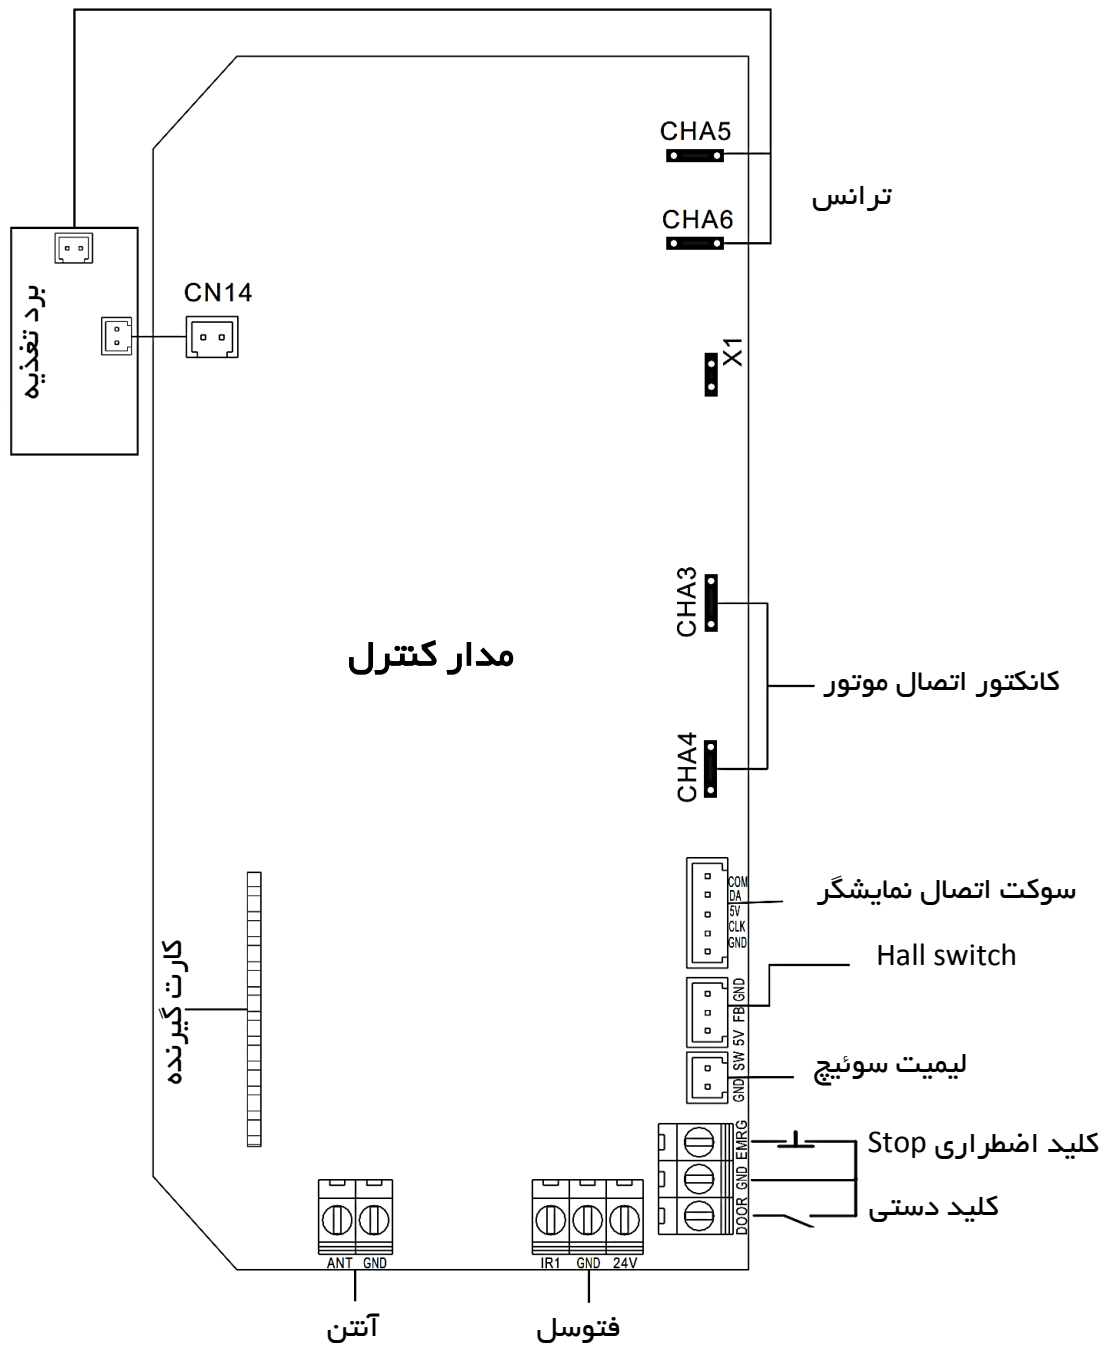 CHA5
ترانس
CHA6
CN14
برد تغذیه
X1
CHA3
مدار کنترل
کانکتور اتصال موتور
CHA4
سوکت اتصال نمایشگر
COM
DA
5V
CLK
GND
Hall switch
5V FB GND
لیمیت سوئیچ
GND SW
کارت گیرنده
کلید اضطراری Stop
کلید دستی
DOOR GND EMRG
ANT GND
IR1 GND 24V
آنتن
فتوسل